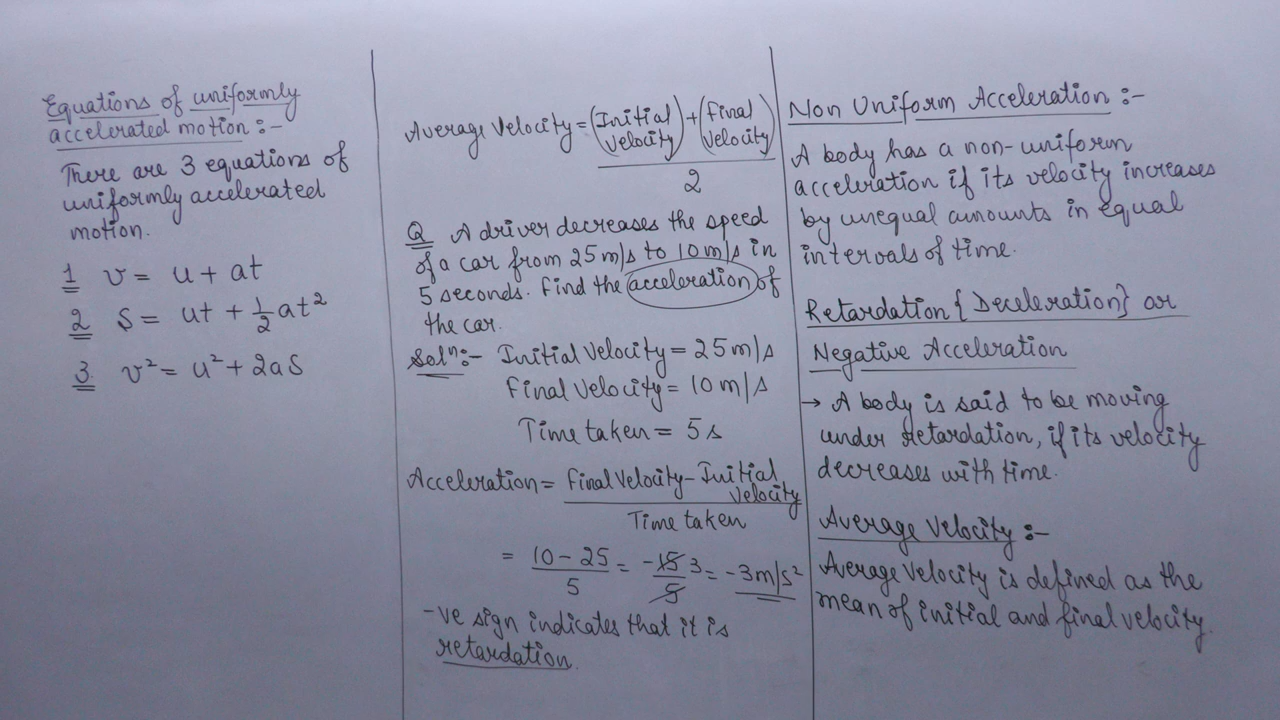 Equations of uniformly
accelerated motion :-
There are 3 equations of
uniformly accelerated
motion.
1 v = u + at
2 S = ut + 1/2 at²
3 v² = u² + 2aS
Average Velocity = (Initial Velocity) + (Final Velocity)
2
Q A driver decreases the speed
of a car from 25 m/s to 10 m/s in
5 seconds. Find the acceleration of
the car.
Solⁿ :- Initial Velocity = 25 m/s
Final Velocity = 10 m/s
Time taken = 5 s
Acceleration = Final Velocity - Initial Velocity
Time taken
= 10 - 25 / 5 = -15 3 / 5 = -3 m/s²
-ve sign indicates that it is
retardation.
Non Uniform Acceleration :-
A body has a non-uniform
acceleration if its velocity increases
by unequal amounts in equal
intervals of time.
Retardation {Deceleration} or
Negative Acceleration
→ A body is said to be moving
under retardation, if its velocity
decreases with time.
Average Velocity :-
Average Velocity is defined as the
mean of initial and final velocity.